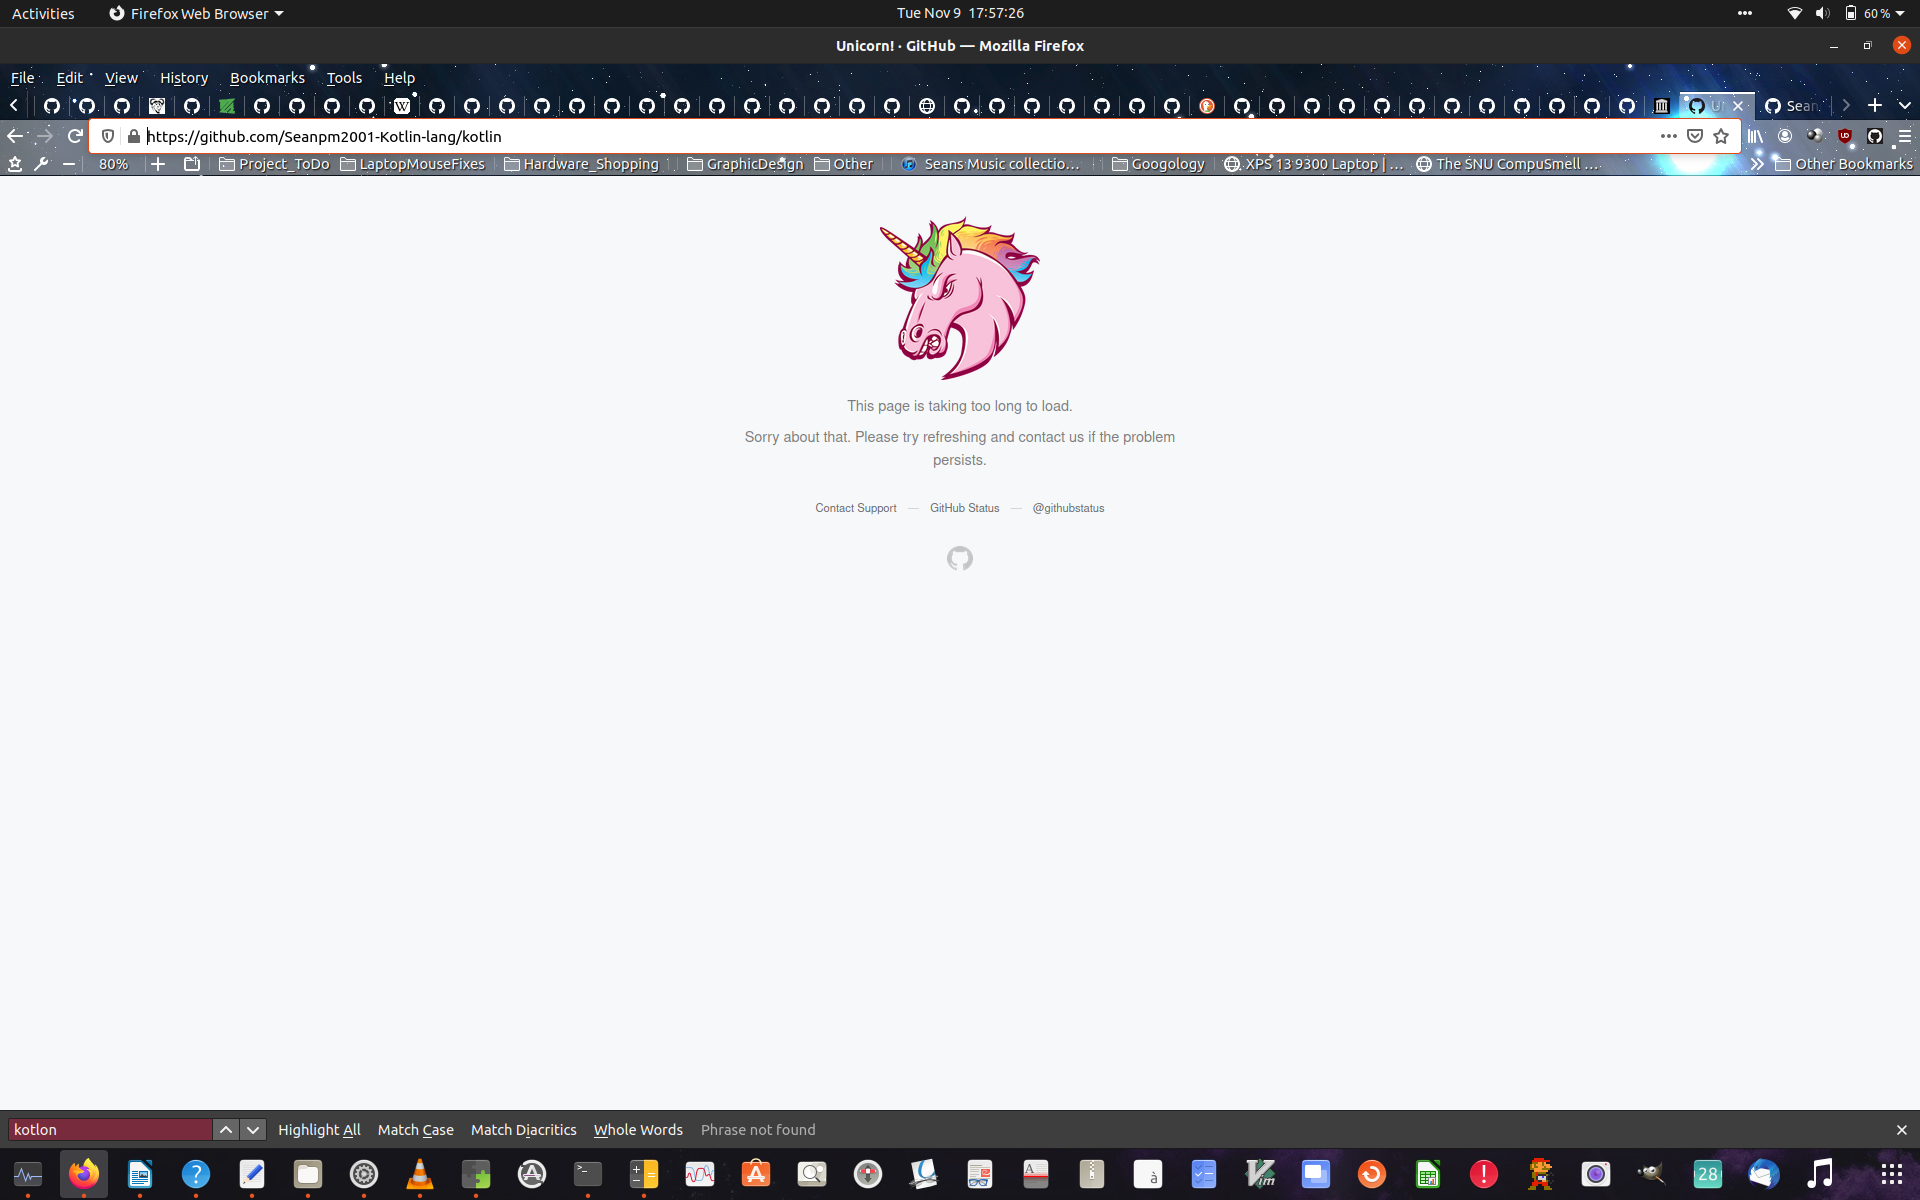 Activities Firefox Web Browser Tue Nov 9 17:57:26 60 %
Unicorn! · GitHub — Mozilla Firefox
File Edit View History Bookmarks Tools Help
W U Sean
https://github.com/Seanpm2001-Kotlin-lang/kotlin
80% Project_ToDo LaptopMouseFixes Hardware_Shopping GraphicDesign Other Seans Music collectio… Googology XPS 13 9300 Laptop | … The SNU CompuSmell … Other Bookmarks
This page is taking too long to load.
Sorry about that. Please try refreshing and contact us if the problem
persists.
Contact Support — GitHub Status — @githubstatus
kotlon Highlight All Match Case Match Diacritics Whole Words Phrase not found
28